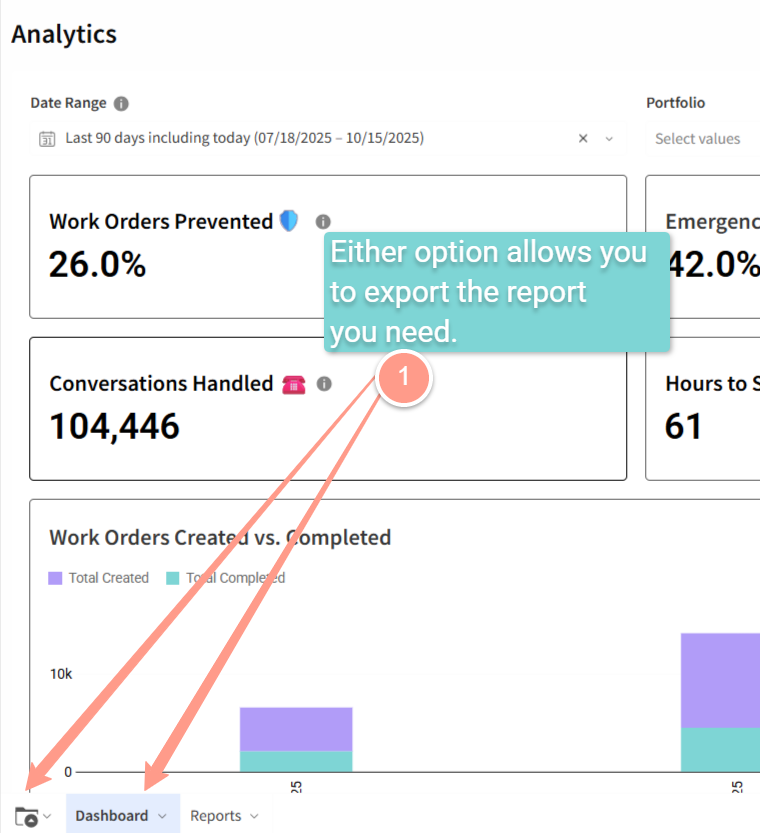 Analytics
Date Range
Portfolio
31 Last 90 days including today (07/18/2025 – 10/15/2025)
Select values
Work Orders Prevented
26.0%
Emergenc
42.0%
Either option allows you
to export the report
you need.
1
Conversations Handled
104,446
Hours to S
61
Work Orders Created vs. Completed
Total Created
Total Completed
10k
0
25
25
Dashboard
Reports